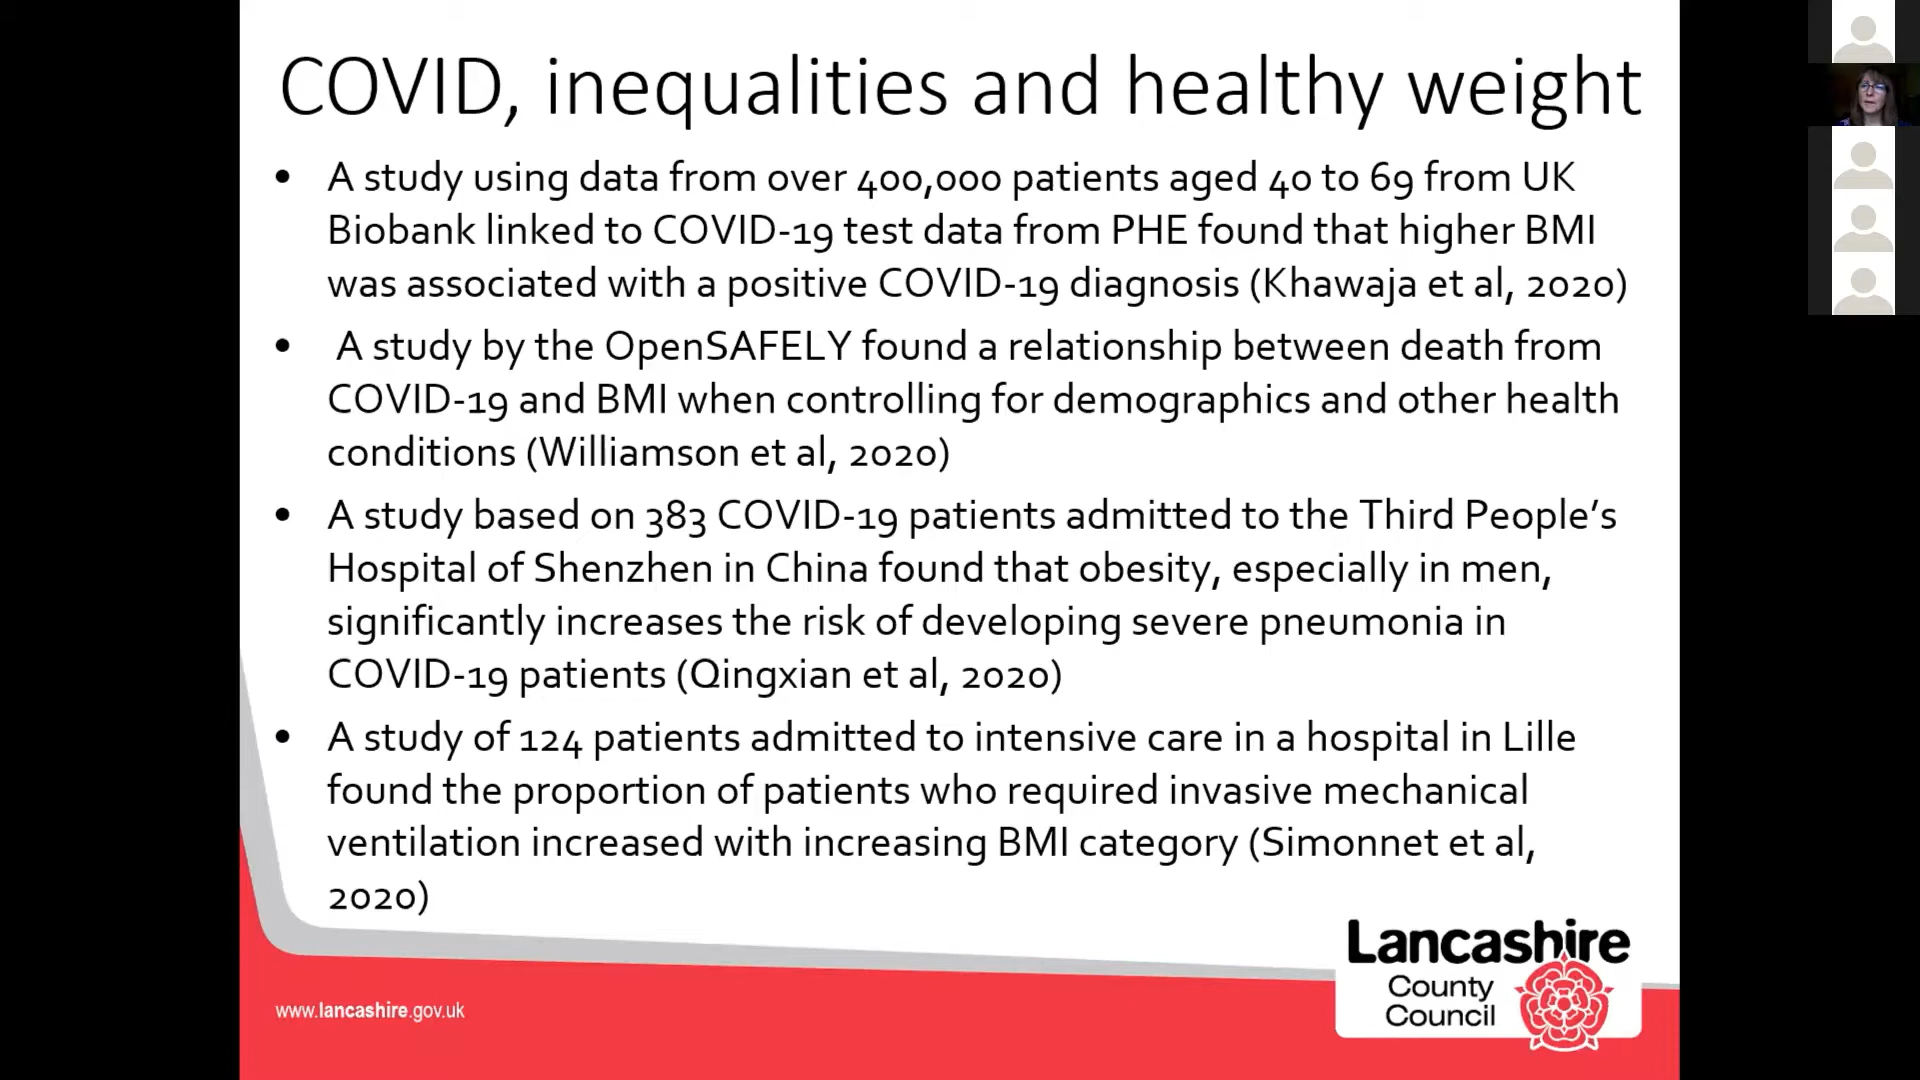 COVID, inequalities and healthy weight
• A study using data from over 400,000 patients aged 40 to 69 from UK
Biobank linked to COVID-19 test data from PHE found that higher BMI
was associated with a positive COVID-19 diagnosis (Khawaja et al, 2020)
• A study by the OpenSAFELY found a relationship between death from
COVID-19 and BMI when controlling for demographics and other health
conditions (Williamson et al, 2020)
• A study based on 383 COVID-19 patients admitted to the Third People’s
Hospital of Shenzhen in China found that obesity, especially in men,
significantly increases the risk of developing severe pneumonia in
COVID-19 patients (Qingxian et al, 2020)
• A study of 124 patients admitted to intensive care in a hospital in Lille
found the proportion of patients who required invasive mechanical
ventilation increased with increasing BMI category (Simonnet et al,
2020)
www.lancashire.gov.uk
Lancashire
County
Council